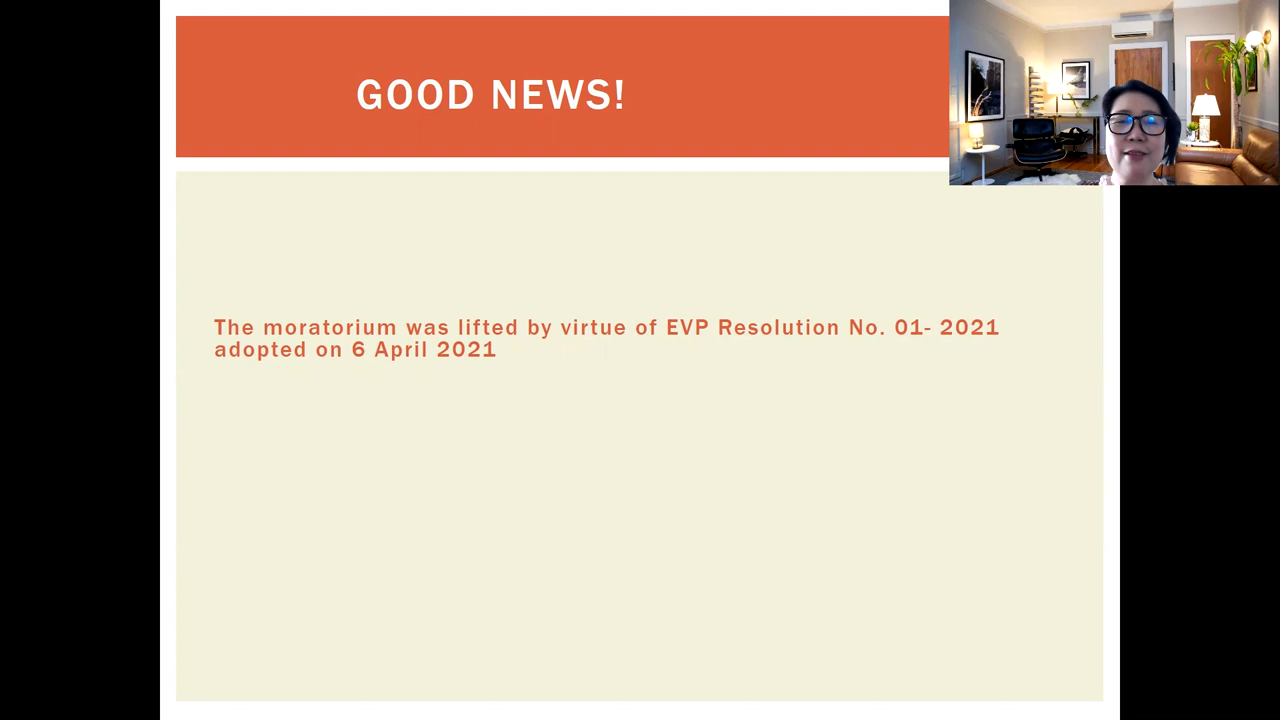 GOOD NEWS!
The moratorium was lifted by virtue of EVP Resolution No. 01- 2021
adopted on 6 April 2021